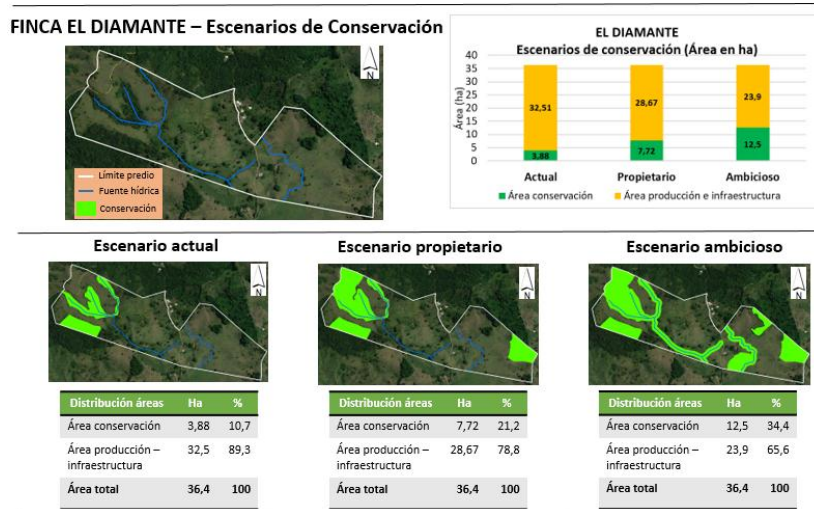 FINCA EL DIAMANTE – Escenarios de Conservación
N
Límite predio
Fuente hídrica
Conservación
EL DIAMANTE
Escenarios de conservación (Área en ha)
Área (ha)
40
35
30
25
20
15
10
5
0
32,51
28,67
23,9
3,88
7,72
12,5
Actual
Propietario
Ambicioso
Área conservación
Área producción e infraestructura
Escenario actual
N
Distribución áreas Ha %
Área conservación 3,88 10,7
Área producción – 32,5 89,3
infraestructura
Área total 36,4 100
Escenario propietario
N
Distribución áreas Ha %
Área conservación 7,72 21,2
Área producción – 28,67 78,8
infraestructura
Área total 36,4 100
Escenario ambicioso
N
Distribución áreas Ha %
Área conservación 12,5 34,4
Área producción – 23,9 65,6
infraestructura
Área total 36,4 100